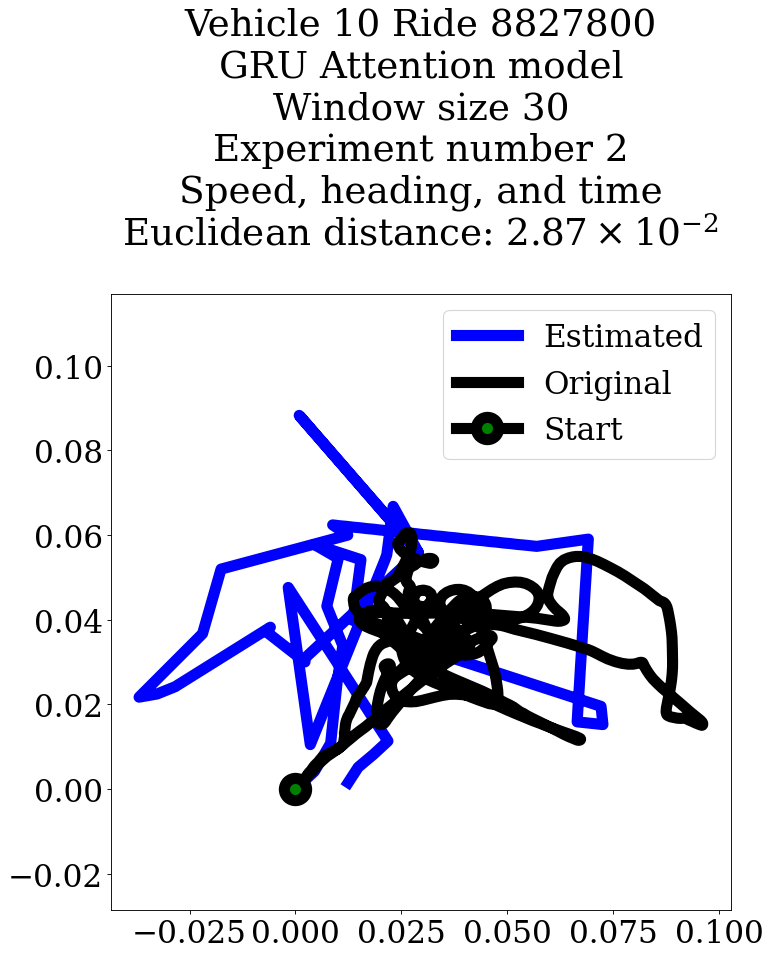 Vehicle 10 Ride 8827800
GRU Attention model
Window size 30
Experiment number 2
Speed, heading, and time
Euclidean distance: 2.87 × 10⁻²
Estimated
Original
Start
0.10
0.08
0.06
0.04
0.02
0.00
−0.02
−0.025 0.000 0.025 0.050 0.075 0.100